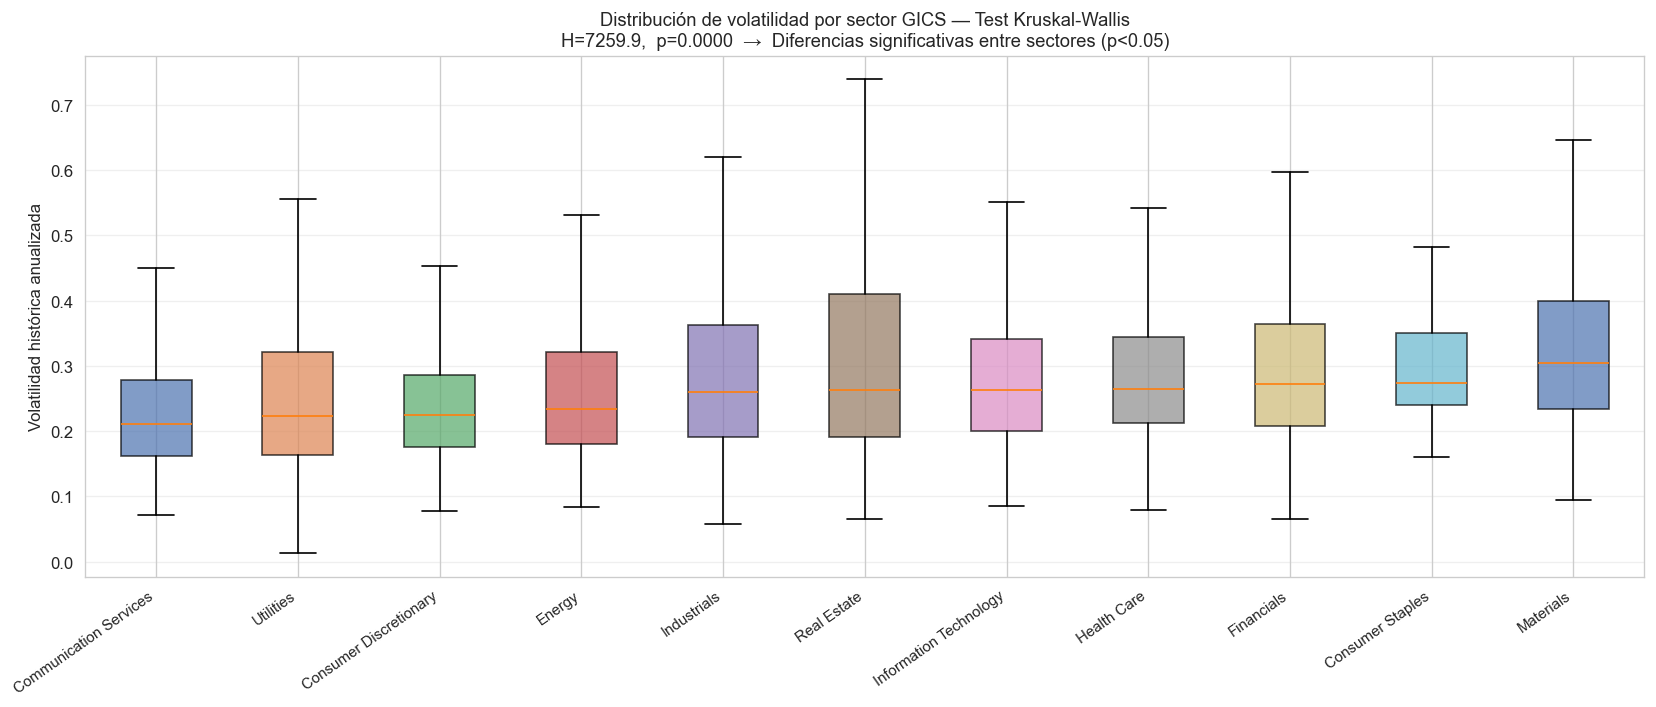 Distribución de volatilidad por sector GICS — Test Kruskal-Wallis
H=7259.9,  p=0.0000  →  Diferencias significativas entre sectores (p<0.05)
Volatilidad histórica anualizada
0.7
0.6
0.5
0.4
0.3
0.2
0.1
0.0
Communication Services
Utilities
Consumer Discretionary
Energy
Industrials
Real Estate
Information Technology
Health Care
Financials
Consumer Staples
Materials